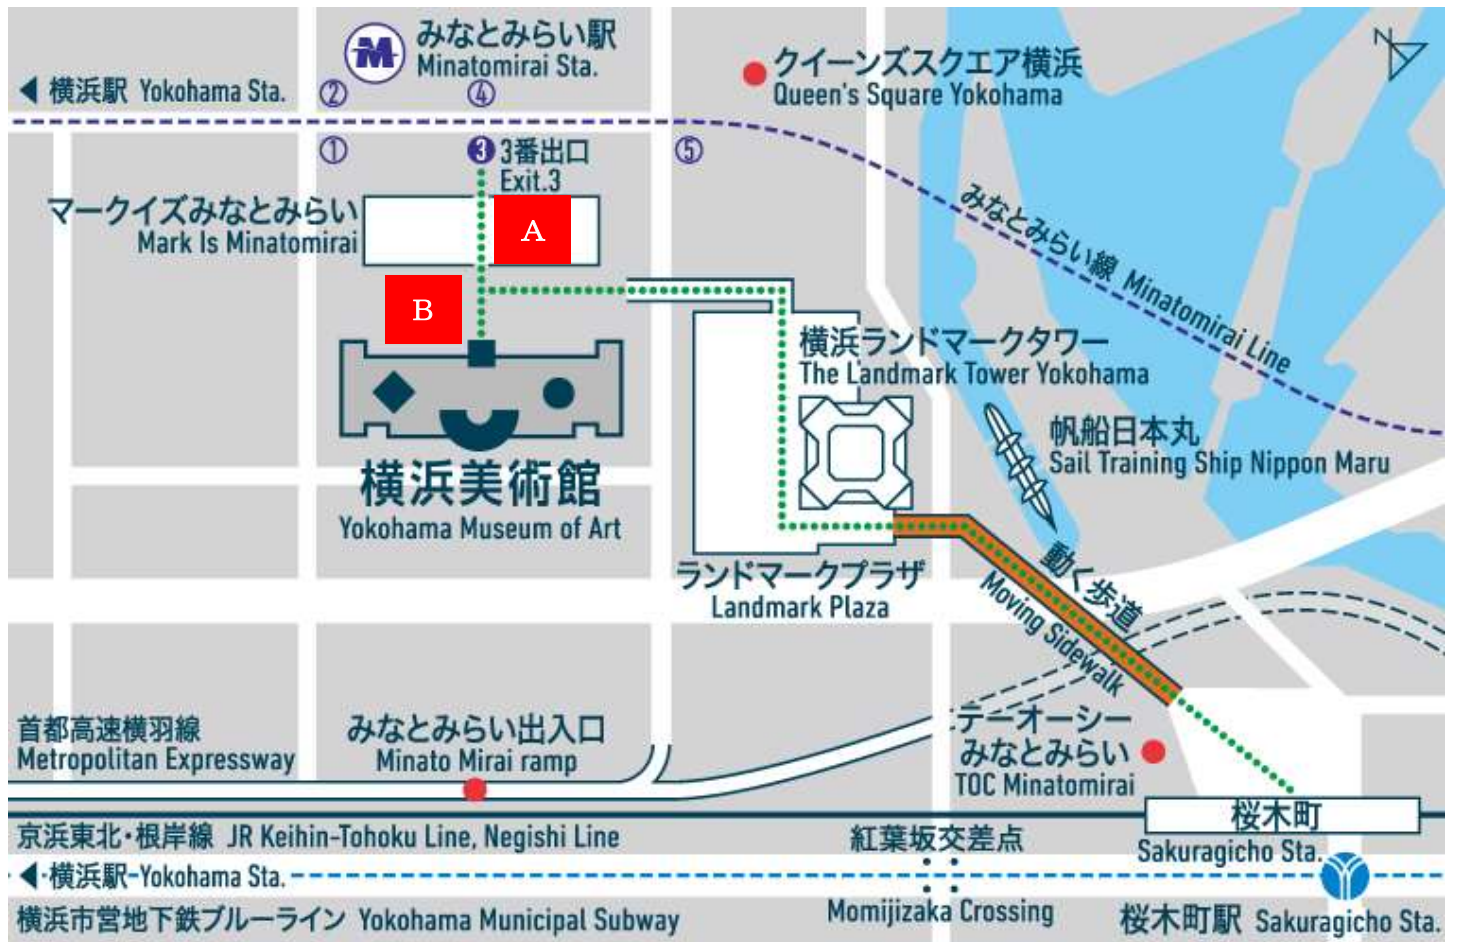 みなとみらい駅
Minatomirai Sta.
N
クイーンズスクエア横浜
Queen's Square Yokohama
◀ 横浜駅 Yokohama Sta.
②
④
①
❸ 3番出口
Exit.3
⑤
マークイズみなとみらい
Mark Is Minatomirai
A
B
みなとみらい線 Minatomirai Line
横浜ランドマークタワー
The Landmark Tower Yokohama
帆船日本丸
Sail Training Ship Nippon Maru
横浜美術館
Yokohama Museum of Art
ランドマークプラザ
Landmark Plaza
動く歩道
Moving Sidewalk
首都高速横羽線
Metropolitan Expressway
みなとみらい出入口
Minato Mirai ramp
テーオーシー
みなとみらい
TOC Minatomirai
桜木町
Sakuragicho Sta.
京浜東北・根岸線 JR Keihin-Tohoku Line, Negishi Line
紅葉坂交差点
Momijizaka Crossing
◀ 横浜駅 Yokohama Sta.
横浜市営地下鉄ブルーライン Yokohama Municipal Subway
桜木町駅 Sakuragicho Sta.